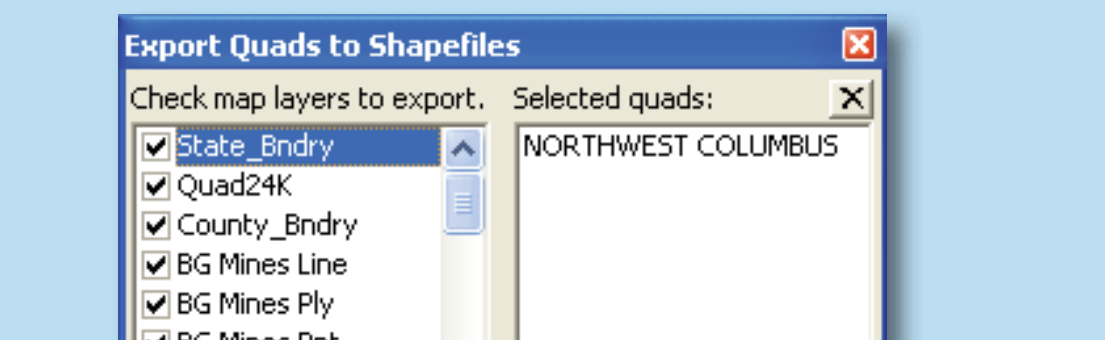 Export Quads to Shapefiles
Check map layers to export.
Selected quads:
State_Bndry
Quad24K
County_Bndry
BG Mines Line
BG Mines Ply
NORTHWEST COLUMBUS